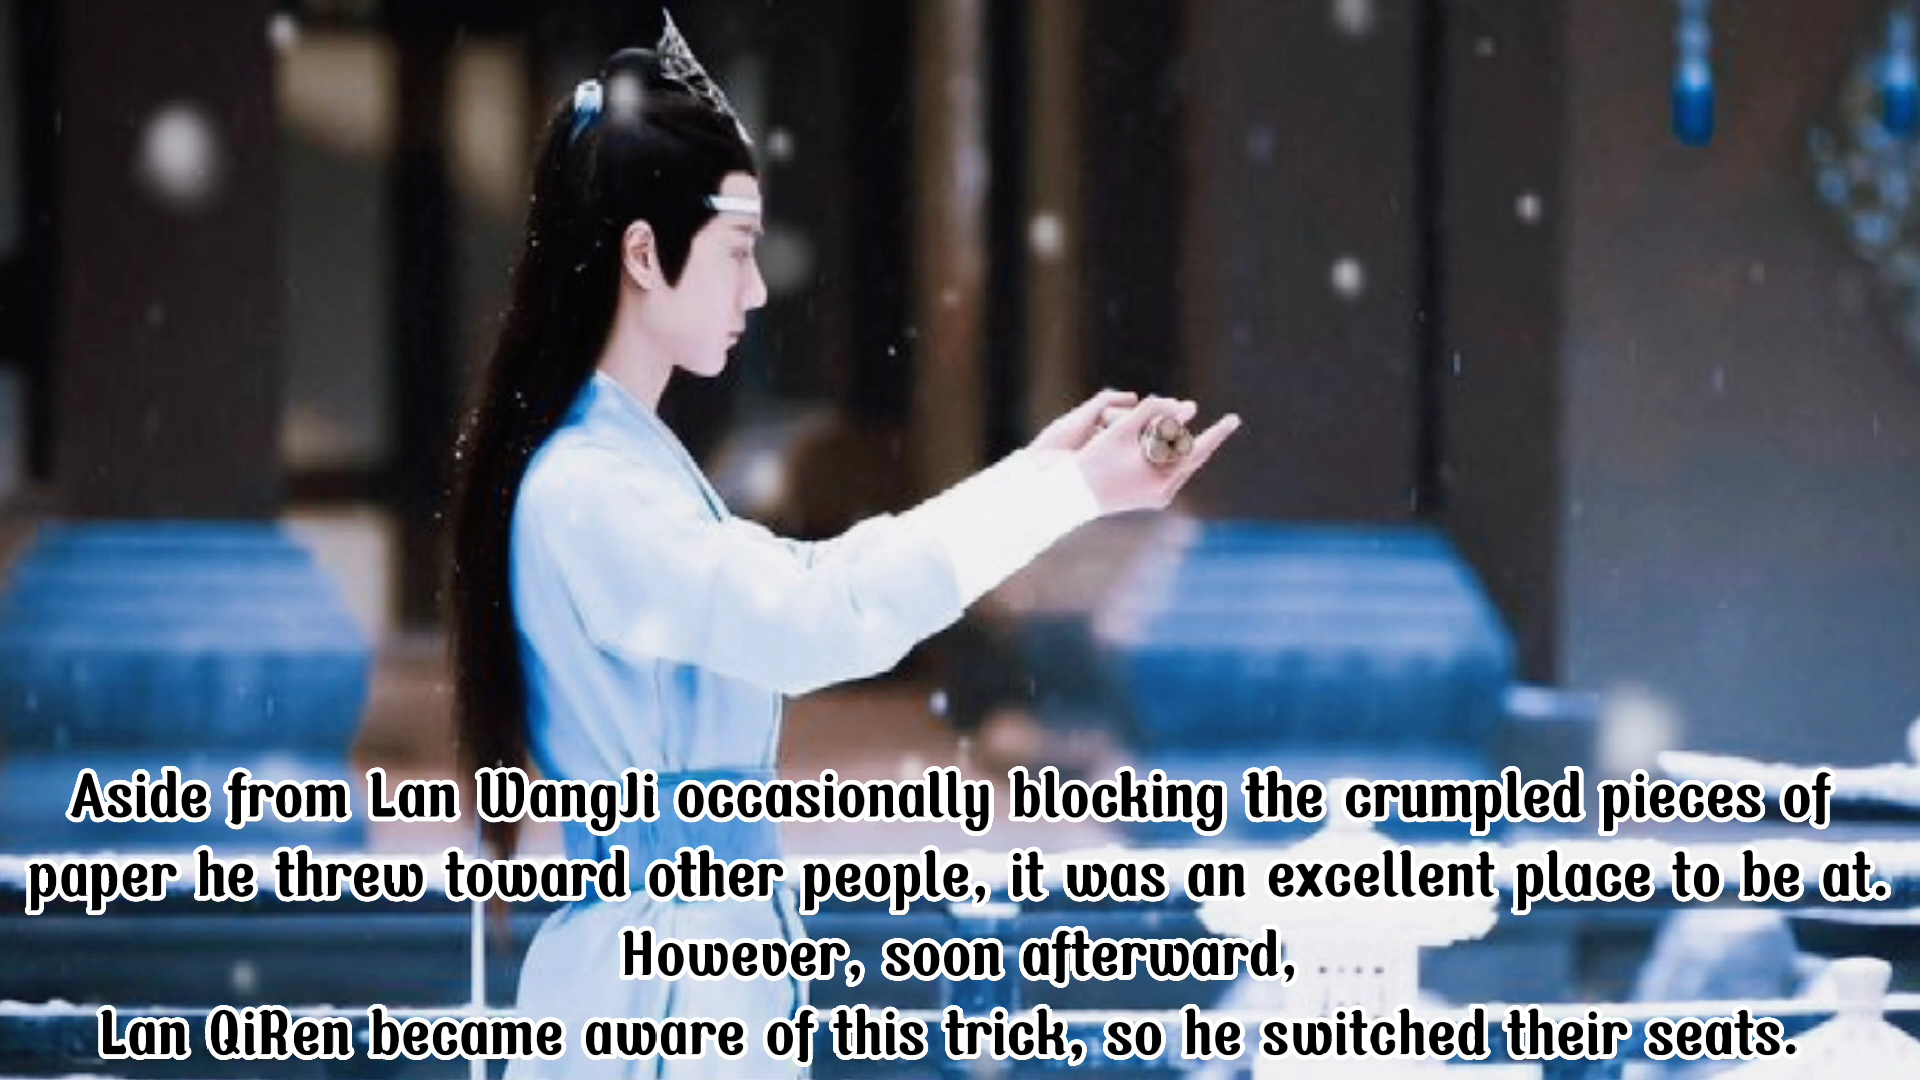 Aside from Lan WangJi occasionally blocking the crumpled pieces of
paper he threw toward other people, it was an excellent place to be at.
However, soon afterward,
Lan QiRen became aware of this trick, so he switched their seats.